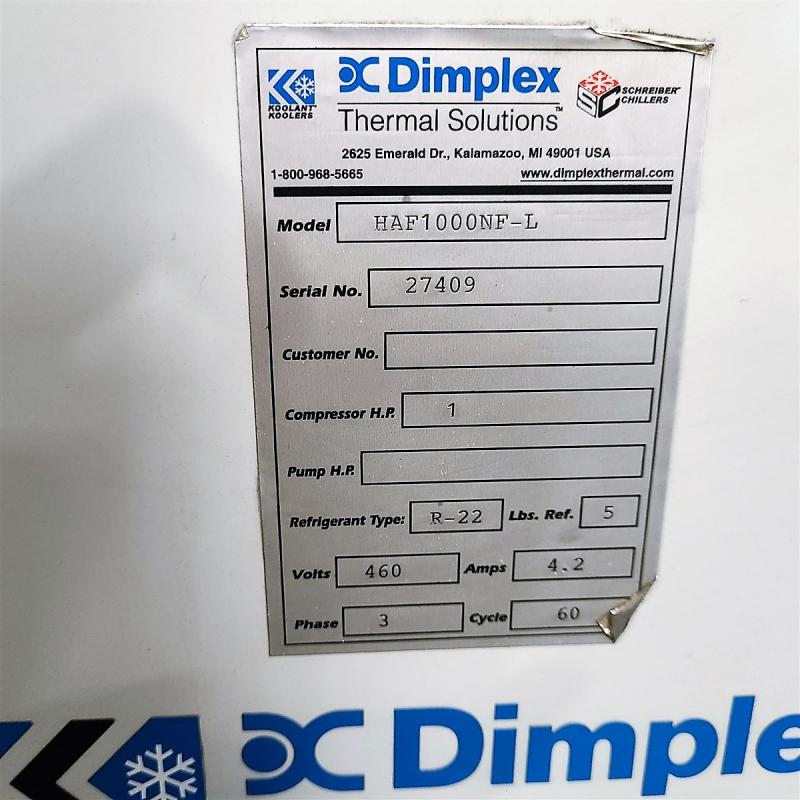 KOOLANT KOOLERS
Dimplex
Thermal Solutions™
SCHREIBER CHILLERS
2625 Emerald Dr., Kalamazoo, MI 49001 USA
1-800-968-5665 www.dimplexthermal.com
Model HAF1000NF-L
Serial No. 27409
Customer No.
Compressor H.P. 1
Pump H.P.
Refrigerant Type: R-22 Lbs. Ref. 5
Volts 460 Amps 4.2
Phase 3 Cycle 60
Dimple